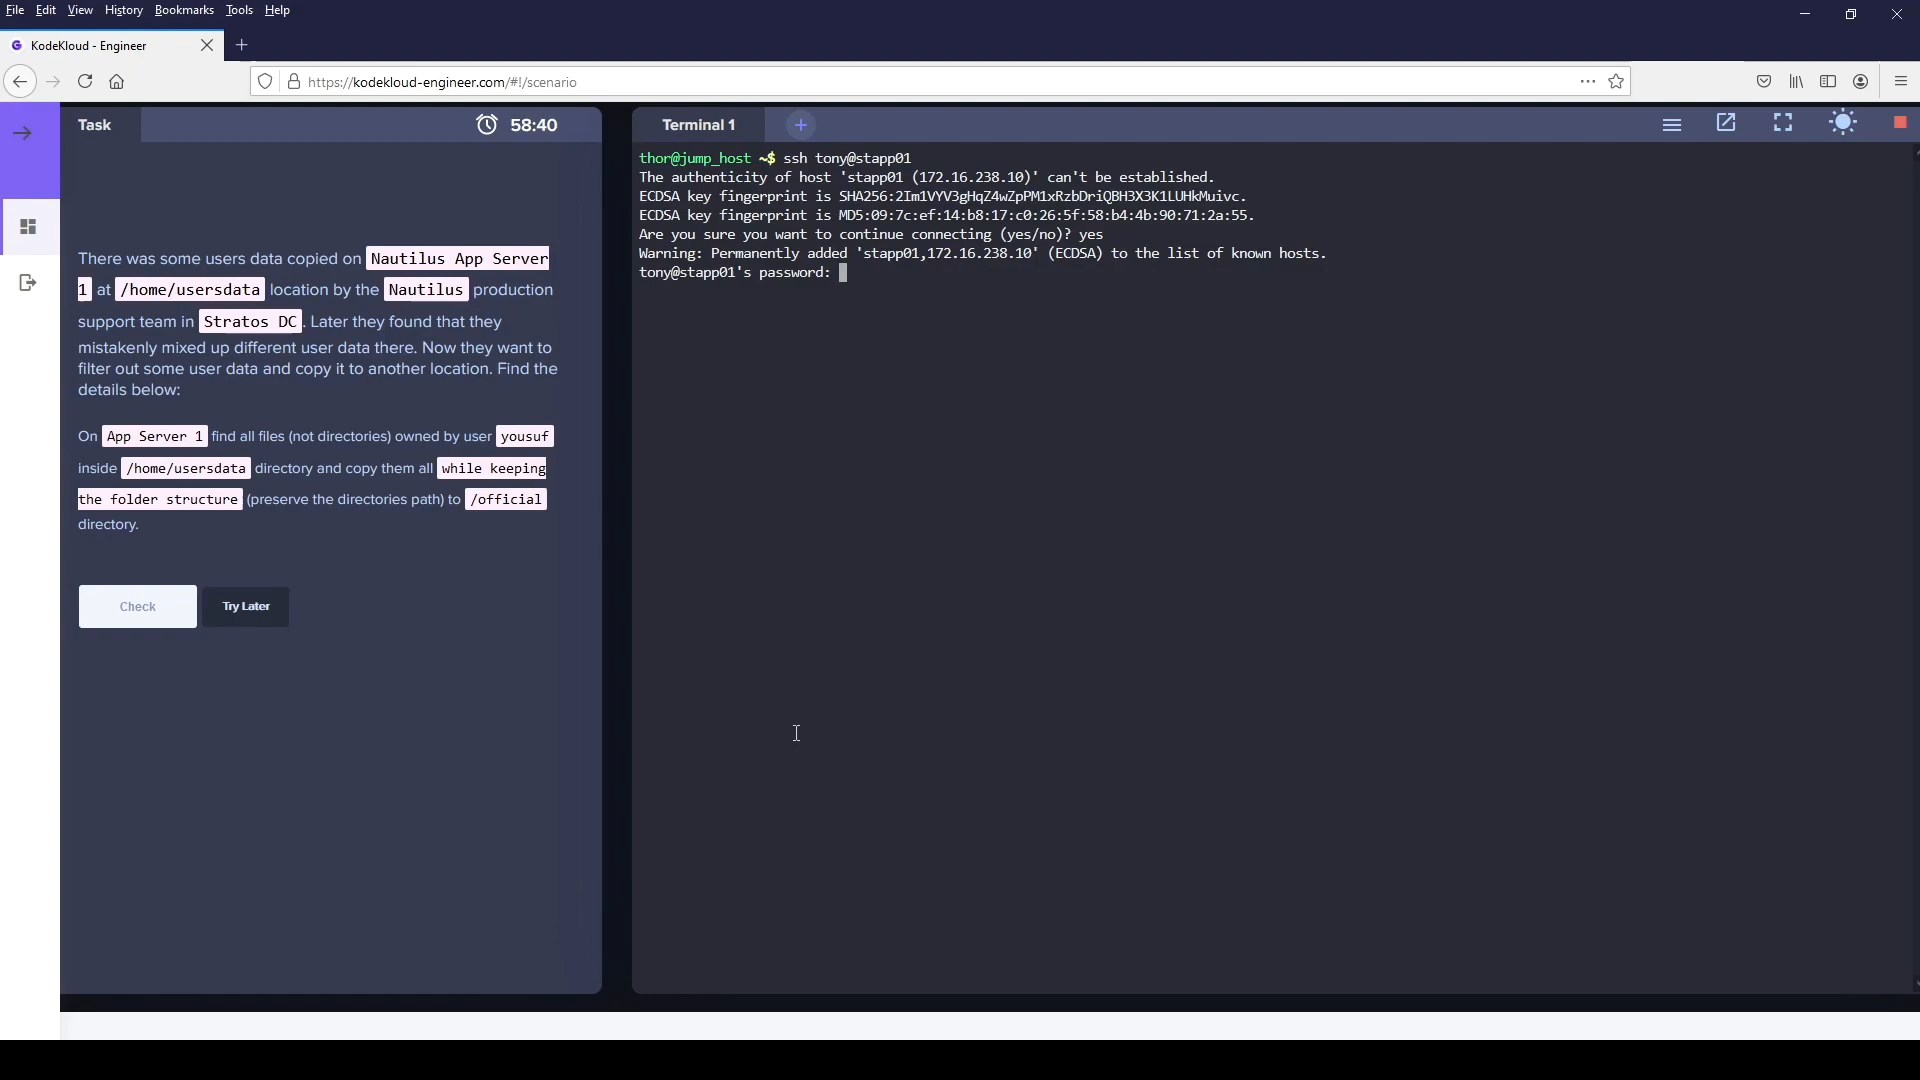 File Edit View History Bookmarks Tools Help
KodeKloud - Engineer
https://kodekloud-engineer.com/#!/scenario
Task
58:40
There was some users data copied on Nautilus App Server
1 at /home/usersdata location by the Nautilus production
support team in Stratos DC. Later they found that they
mistakenly mixed up different user data there. Now they want to
filter out some user data and copy it to another location. Find the
details below:
On App Server 1 find all files (not directories) owned by user yousuf
inside /home/usersdata directory and copy them all while keeping
the folder structure (preserve the directories path) to /official
directory.
Check Try Later
Terminal 1
thor@jump_host ~$ ssh tony@stapp01
The authenticity of host 'stapp01 (172.16.238.10)' can't be established.
ECDSA key fingerprint is SHA256:2Im1VYV3gHqZ4wZpPM1xRzbDriQBH3X3K1LUHkMuivc.
ECDSA key fingerprint is MD5:09:7c:ef:14:b8:17:c0:26:5f:58:b4:4b:90:71:2a:55.
Are you sure you want to continue connecting (yes/no)? yes
Warning: Permanently added 'stapp01,172.16.238.10' (ECDSA) to the list of known hosts.
tony@stapp01's password: